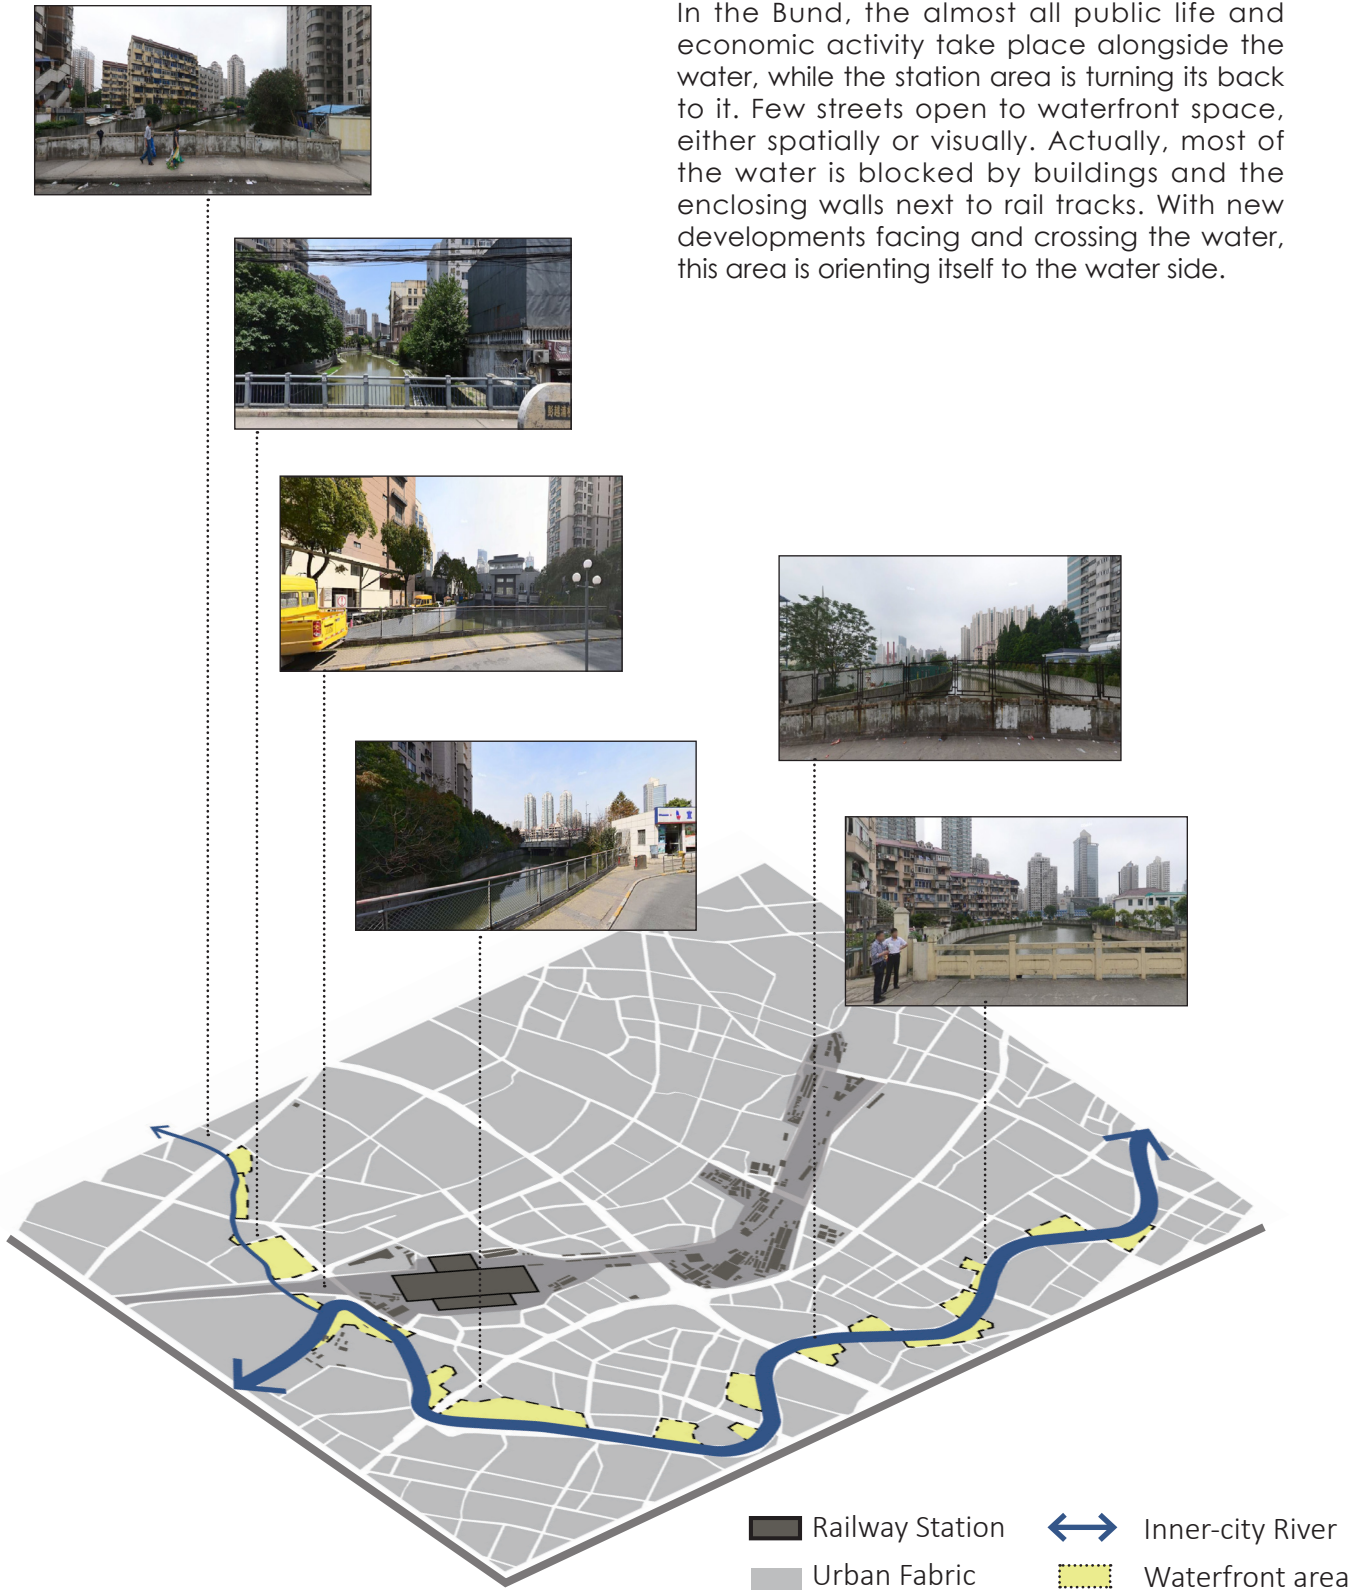 In the Bund, the almost all public life and
economic activity take place alongside the
water, while the station area is turning its back
to it. Few streets open to waterfront space,
either spatially or visually. Actually, most of
the water is blocked by buildings and the
enclosing walls next to rail tracks. With new
developments facing and crossing the water,
this area is orienting itself to the water side.
彭越浦
Railway Station
Inner-city River
Urban Fabric
Waterfront area